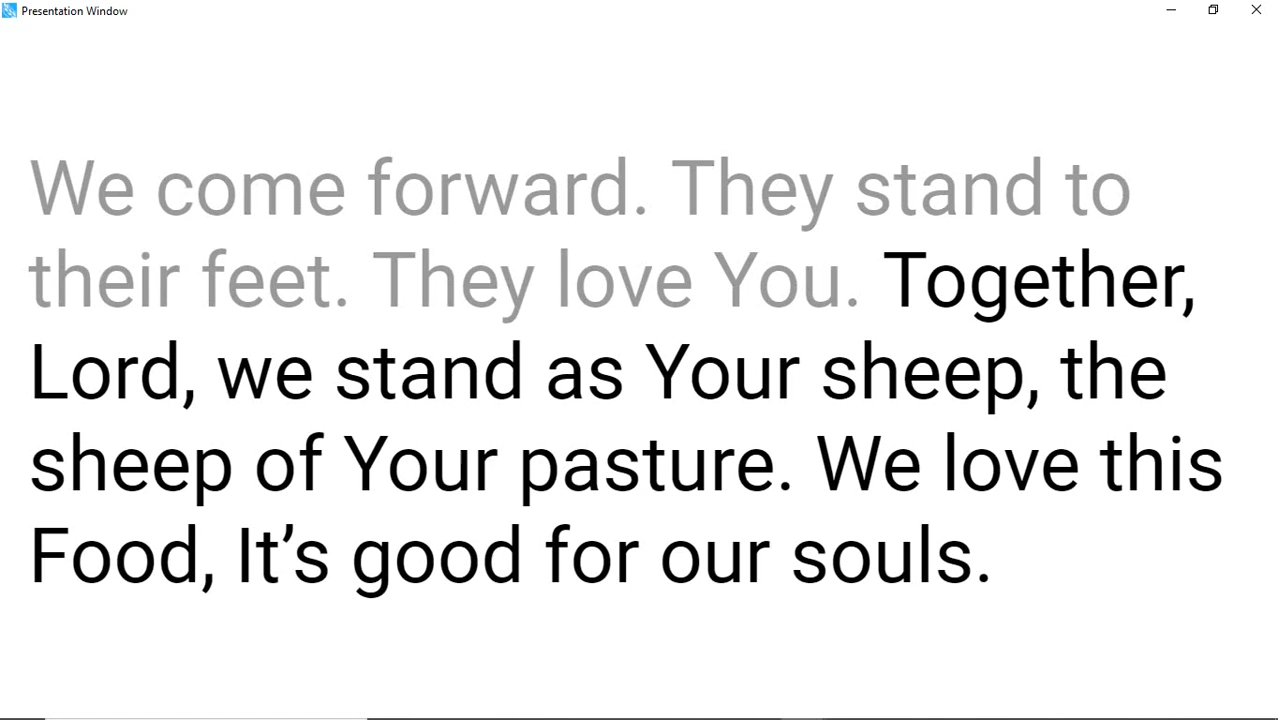 Presentation Window
We come forward. They stand to
their feet. They love You. Together,
Lord, we stand as Your sheep, the
sheep of Your pasture. We love this
Food, It’s good for our souls.